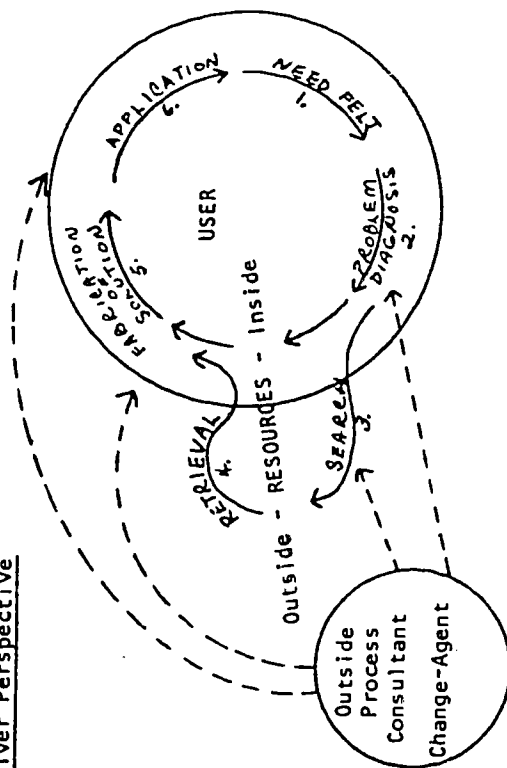 APPLICATION
6.
NEED FELT
1.
PROBLEM
DIAGNOSIS
2.
USER
FABRICATION
OF
SOLUTION
5.
RETRIEVAL
4.
Outside - RESOURCES - Inside
SEARCH
3.
Outside
Process
Consultant
Change-Agent
Perspective